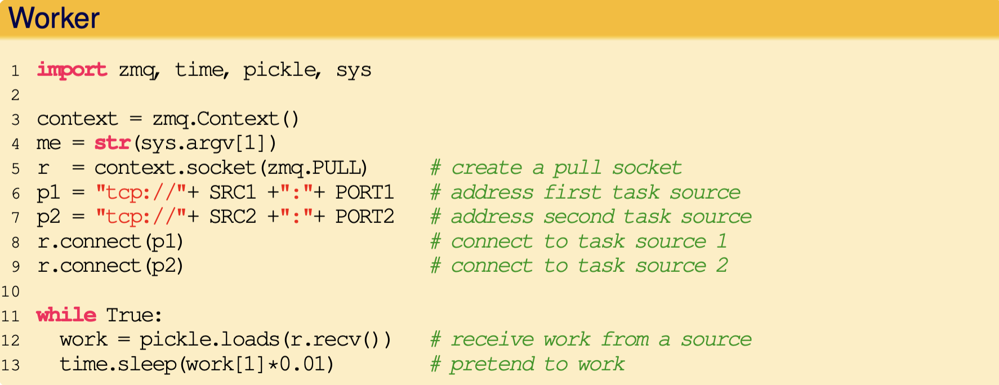 Worker
1 import zmq, time, pickle, sys
2
3 context = zmq.Context()
4 me = str(sys.argv[1])
5 r  = context.socket(zmq.PULL)     # create a pull socket
6 p1 = "tcp://"+ SRC1 +":"+ PORT1   # address first task source
7 p2 = "tcp://"+ SRC2 +":"+ PORT2   # address second task source
8 r.connect(p1)                     # connect to task source 1
9 r.connect(p2)                     # connect to task source 2
10
11 while True:
12   work = pickle.loads(r.recv())   # receive work from a source
13   time.sleep(work[1]*0.01)        # pretend to work